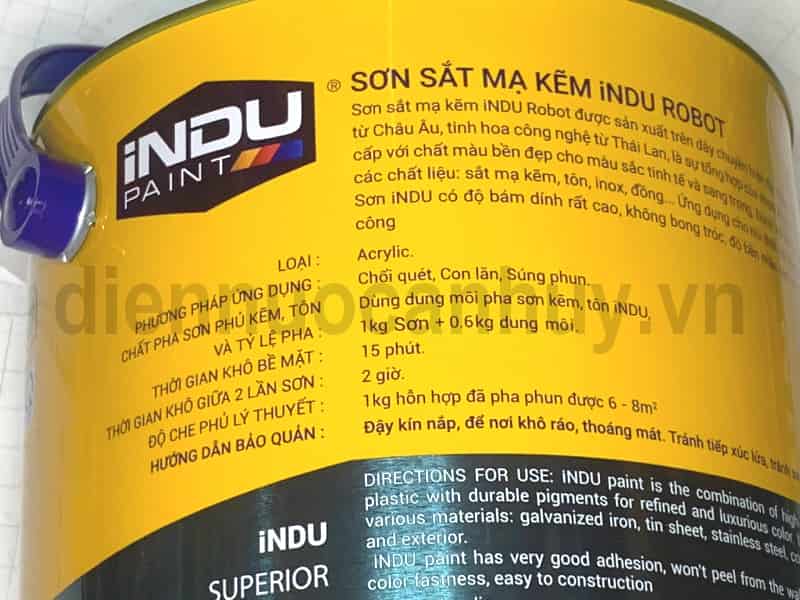 iNDU
PAINT
®
SƠN SẮT MẠ KẼM iNDU ROBOT
Sơn sắt mạ kẽm iNDU Robot được sản xuất trên dây chuyền
từ Châu Âu, tinh hoa công nghệ từ Thái Lan, là sự tổng hợp của
cấp với chất màu bền đẹp cho màu sắc tinh tế và sang trọng.
các chất liệu: sắt mạ kẽm, tôn, inox, đồng... Ứng dụng cho
Sơn iNDU có độ bám dính rất cao, không bong tróc, độ bền
công
LOẠI : Acrylic.
PHƯƠNG PHÁP ỨNG DỤNG : Chổi quét, Con lăn, Súng phun.
CHẤT PHA SƠN PHỦ KẼM, TÔN Dùng dung môi pha sơn kẽm, tôn iNDU,
VÀ TỶ LỆ PHA : 1kg Sơn + 0.6kg dung môi.
THỜI GIAN KHÔ BỀ MẶT : 15 phút.
THỜI GIAN KHÔ GIỮA 2 LẦN SƠN : 2 giờ.
ĐỘ CHE PHỦ LÝ THUYẾT : 1kg hỗn hợp đã pha phun được 6 - 8m²
HƯỚNG DẪN BẢO QUẢN : Đậy kín nắp, để nơi khô ráo, thoáng mát. Tránh tiếp xúc lửa, tránh
diennuocanhuy.vn
DIRECTIONS FOR USE: iNDU paint is the combination of
plastic with durable pigments for refined and luxurious color
various materials: galvanized iron, tin sheet, stainless steel,
and exterior.
iNDU paint has very good adhesion, won't peel from the
color fastness, easy to construction
iNDU
SUPERIOR